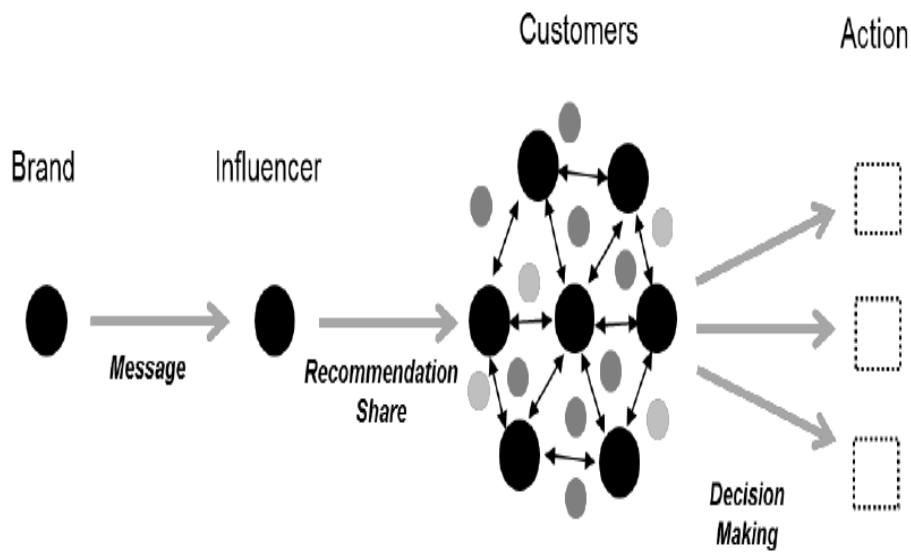 Customers
Action
Brand
Influencer
Message
Recommendation
Share
Decision
Making